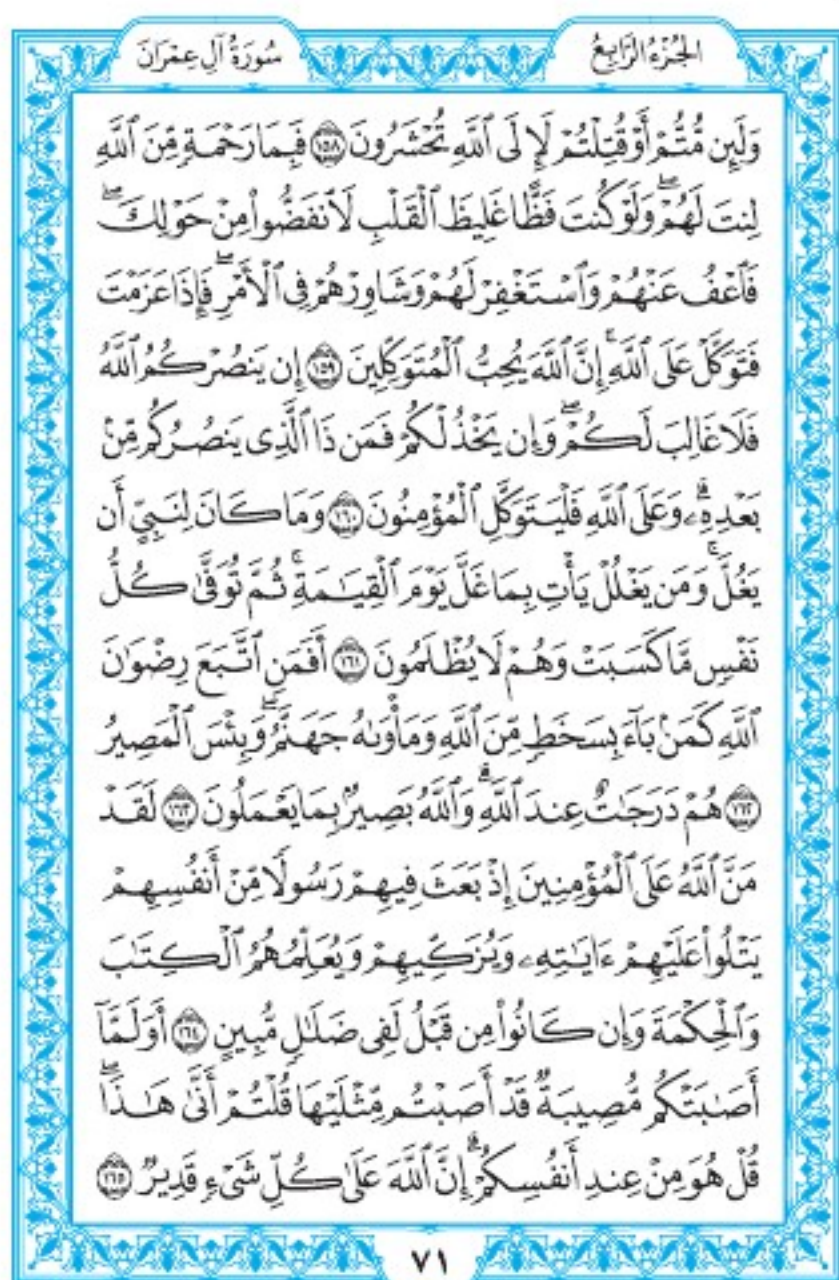 الجُزْءُ الرَّابِعُ
سُورَةُ آلِ عِمْرَانَ
وَلَئِن مُّتُّمْ أَوْ قُتِلْتُمْ لَإِلَى ٱللَّهِ تُحْشَرُونَ ١٥٨ فَبِمَا رَحْمَةٍ مِّنَ ٱللَّهِ
لِنتَ لَهُمْۖ وَلَوْ كُنتَ فَظًّا غَلِيظَ ٱلْقَلْبِ لَٱنفَضُّوا۟ مِنْ حَوْلِكَۖ
فَٱعْفُ عَنْهُمْ وَٱسْتَغْفِرْ لَهُمْ وَشَاوِرْهُمْ فِى ٱلْأَمْرِۖ فَإِذَا عَزَمْتَ
فَتَوَكَّلْ عَلَى ٱللَّهِۚ إِنَّ ٱللَّهَ يُحِبُّ ٱلْمُتَوَكِّلِينَ ١٥٩ إِن يَنصُرْكُمُ ٱللَّهُ
فَلَا غَالِبَ لَكُمْۖ وَإِن يَخْذُلْكُمْ فَمَن ذَا ٱلَّذِى يَنصُرُكُم مِّنۢ
بَعْدِهِۦۗ وَعَلَى ٱللَّهِ فَلْيَتَوَكَّلِ ٱلْمُؤْمِنُونَ ١٦٠ وَمَا كَانَ لِنَبِىٍّ أَن
يَغُلَّۚ وَمَن يَغْلُلْ يَأْتِ بِمَا غَلَّ يَوْمَ ٱلْقِيَٰمَةِۚ ثُمَّ تُوَفَّىٰ كُلُّ
نَفْسٍ مَّا كَسَبَتْ وَهُمْ لَا يُظْلَمُونَ ١٦١ أَفَمَنِ ٱتَّبَعَ رِضْوَٰنَ
ٱللَّهِ كَمَنۢ بَآءَ بِسَخَطٍ مِّنَ ٱللَّهِ وَمَأْوَىٰهُ جَهَنَّمُۖ وَبِئْسَ ٱلْمَصِيرُ
١٦٢ هُمْ دَرَجَٰتٌ عِندَ ٱللَّهِۗ وَٱللَّهُ بَصِيرٌۢ بِمَا يَعْمَلُونَ ١٦٣ لَقَدْ
مَنَّ ٱللَّهُ عَلَى ٱلْمُؤْمِنِينَ إِذْ بَعَثَ فِيهِمْ رَسُولًا مِّنْ أَنفُسِهِمْ
يَتْلُوا۟ عَلَيْهِمْ ءَايَٰتِهِۦ وَيُزَكِّيهِمْ وَيُعَلِّمُهُمُ ٱلْكِتَٰبَ
وَٱلْحِكْمَةَ وَإِن كَانُوا۟ مِن قَبْلُ لَفِى ضَلَٰلٍ مُّبِينٍ ١٦٤ أَوَلَمَّآ
أَصَٰبَتْكُم مُّصِيبَةٌ قَدْ أَصَبْتُم مِّثْلَيْهَا قُلْتُمْ أَنَّىٰ هَٰذَاۖ
قُلْ هُوَ مِنْ عِندِ أَنفُسِكُمْۗ إِنَّ ٱللَّهَ عَلَىٰ كُلِّ شَىْءٍ قَدِيرٌ ١٦٥
٧١